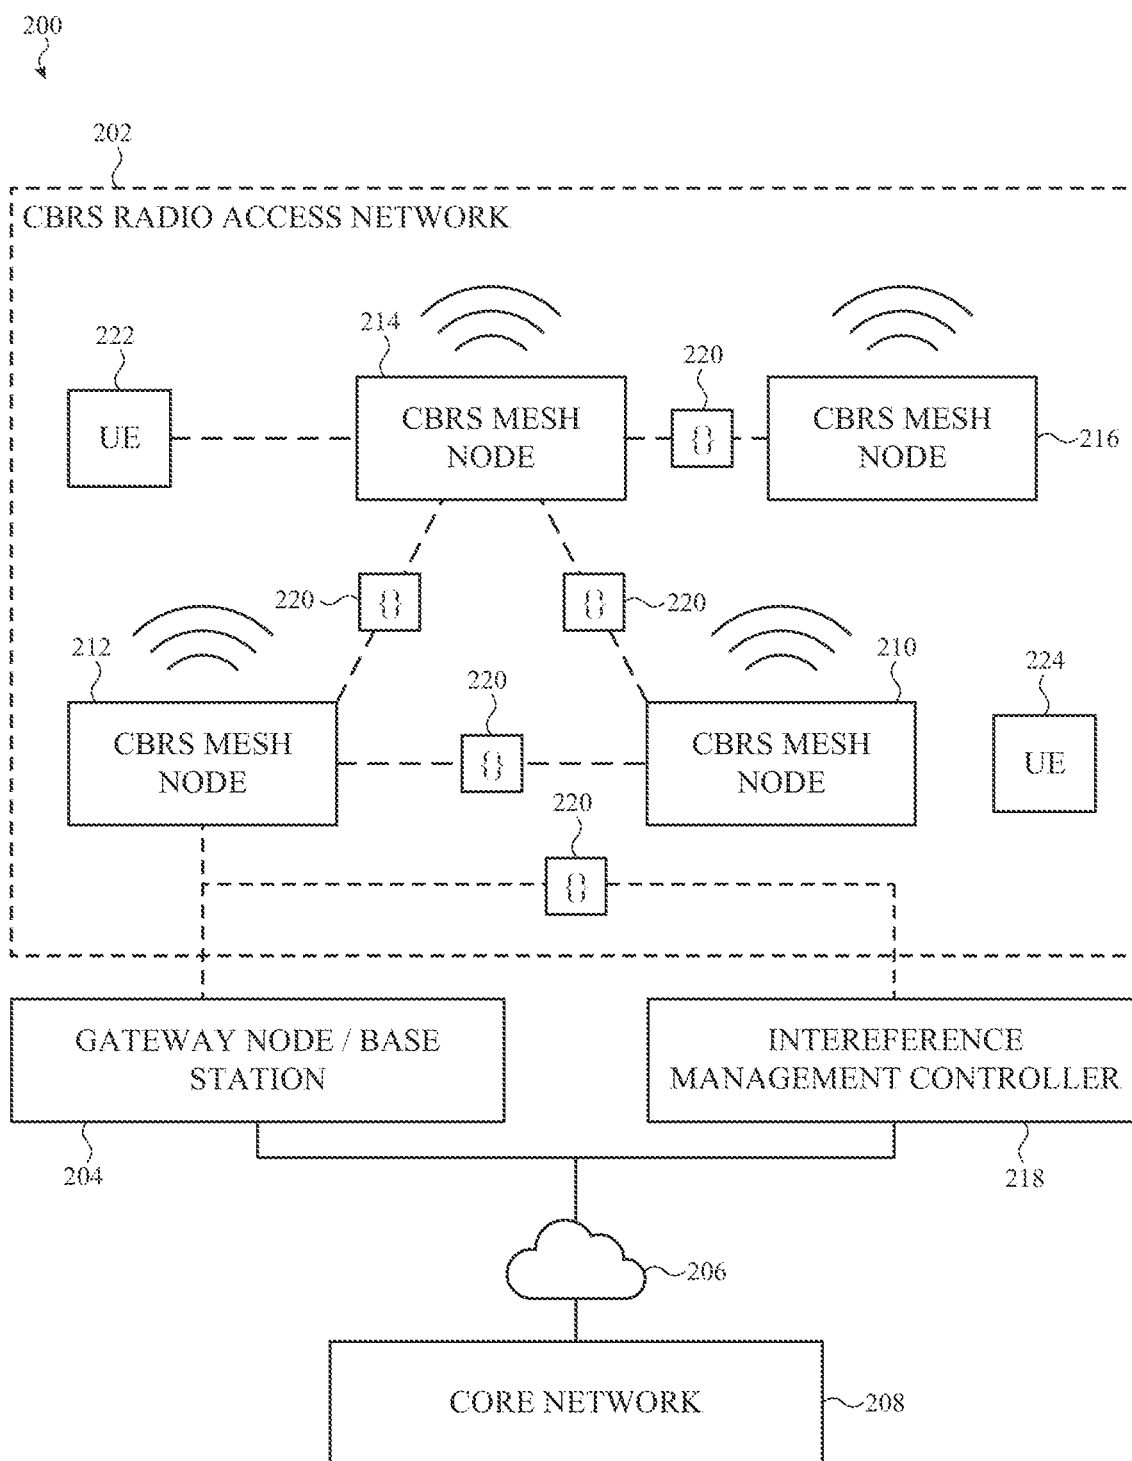 200
202
CBRS RADIO ACCESS NETWORK
214
222
220
UE
CBRS MESH
NODE
{}
CBRS MESH
NODE
216
220
{}
{}
220
212
210
220
224
CBRS MESH
NODE
{}
CBRS MESH
NODE
UE
220
{}
GATEWAY NODE / BASE
STATION
INTEREFERENCE
MANAGEMENT CONTROLLER
204
218
206
CORE NETWORK
208